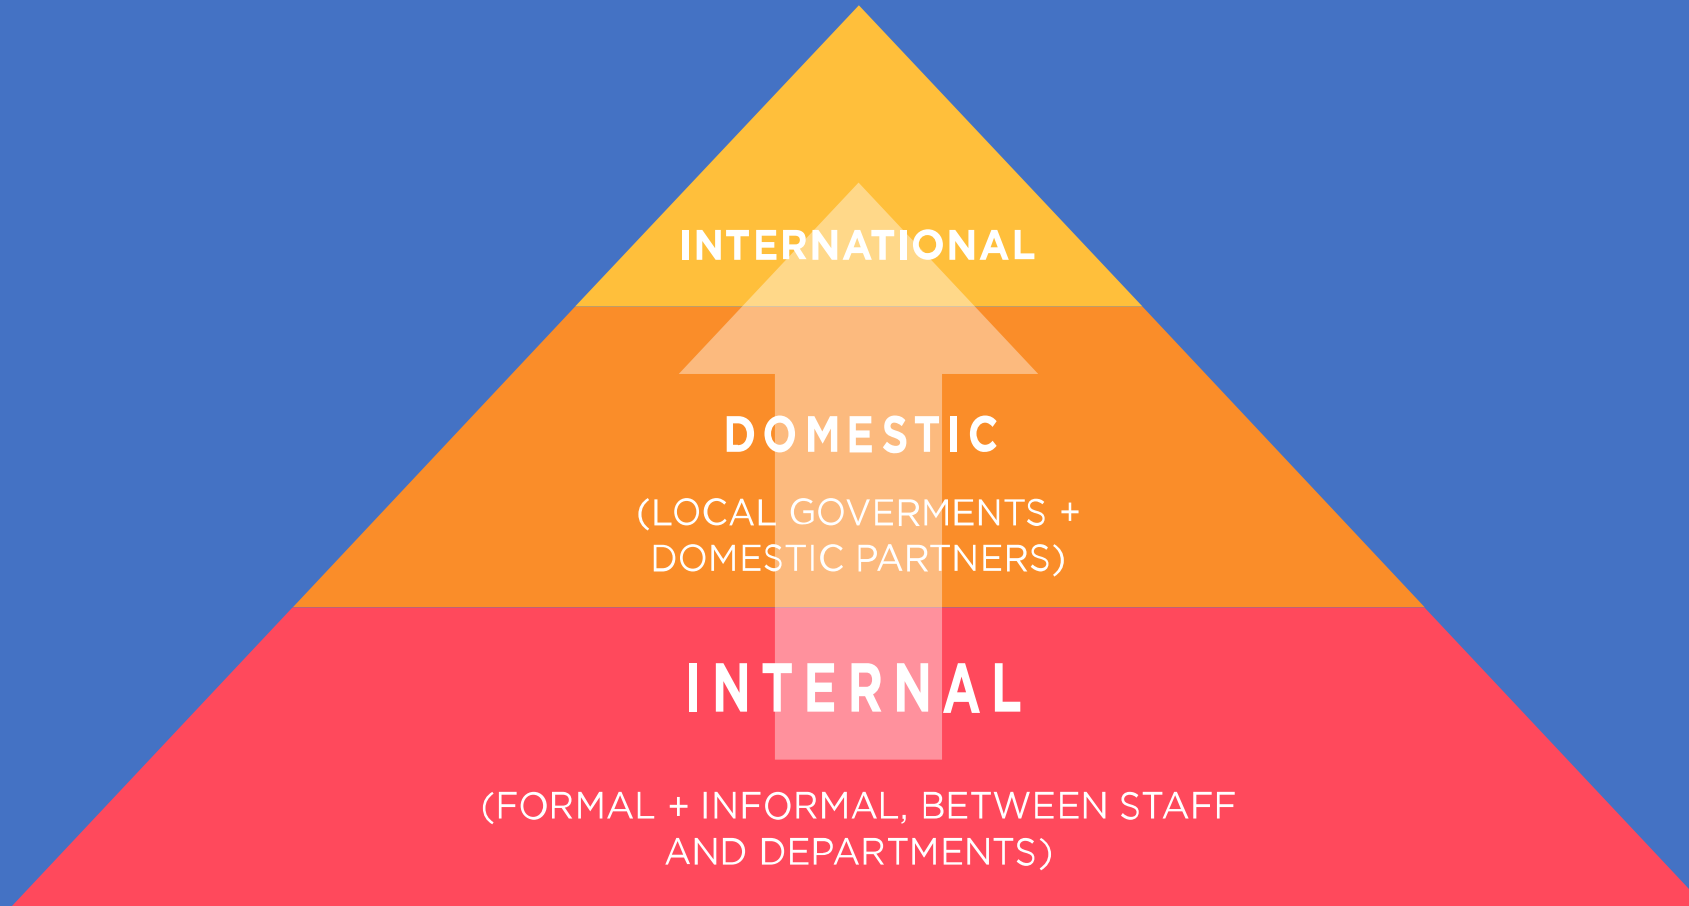 INTERNATIONAL
DOMESTIC
(LOCAL GOVERMENTS +
DOMESTIC PARTNERS)
INTERNAL
(FORMAL + INFORMAL, BETWEEN STAFF
AND DEPARTMENTS)